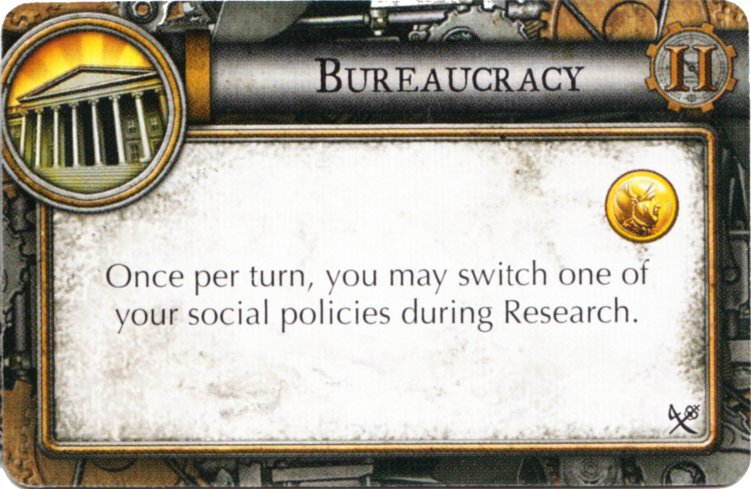 BUREAUCRACY
II
Once per turn, you may switch one of
your social policies during Research.